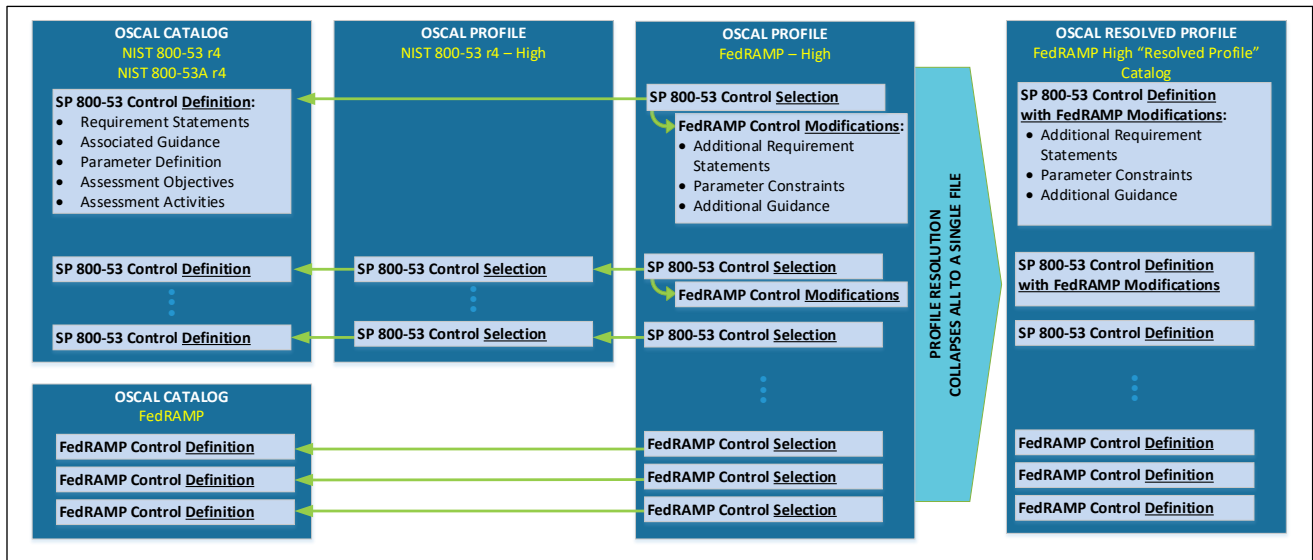 OSCAL CATALOG
NIST 800-53 r4
NIST 800-53A r4
SP 800-53 Control Definition:
• Requirement Statements
• Associated Guidance
• Parameter Definition
• Assessment Objectives
• Assessment Activities
SP 800-53 Control Definition
SP 800-53 Control Definition
OSCAL CATALOG
FedRAMP
FedRAMP Control Definition
FedRAMP Control Definition
FedRAMP Control Definition
OSCAL PROFILE
NIST 800-53 r4 – High
SP 800-53 Control Selection
SP 800-53 Control Selection
OSCAL PROFILE
FedRAMP – High
SP 800-53 Control Selection
FedRAMP Control Modifications:
• Additional Requirement
Statements
• Parameter Constraints
• Additional Guidance
SP 800-53 Control Selection
FedRAMP Control Modifications
SP 800-53 Control Selection
FedRAMP Control Selection
FedRAMP Control Selection
FedRAMP Control Selection
PROFILE RESOLUTION
COLLAPSES ALL TO A SINGLE FILE
OSCAL RESOLVED PROFILE
FedRAMP High “Resolved Profile”
Catalog
SP 800-53 Control Definition
with FedRAMP Modifications:
• Additional Requirement
Statements
• Parameter Constraints
• Additional Guidance
SP 800-53 Control Definition
with FedRAMP Modifications
SP 800-53 Control Definition
FedRAMP Control Definition
FedRAMP Control Definition
FedRAMP Control Definition